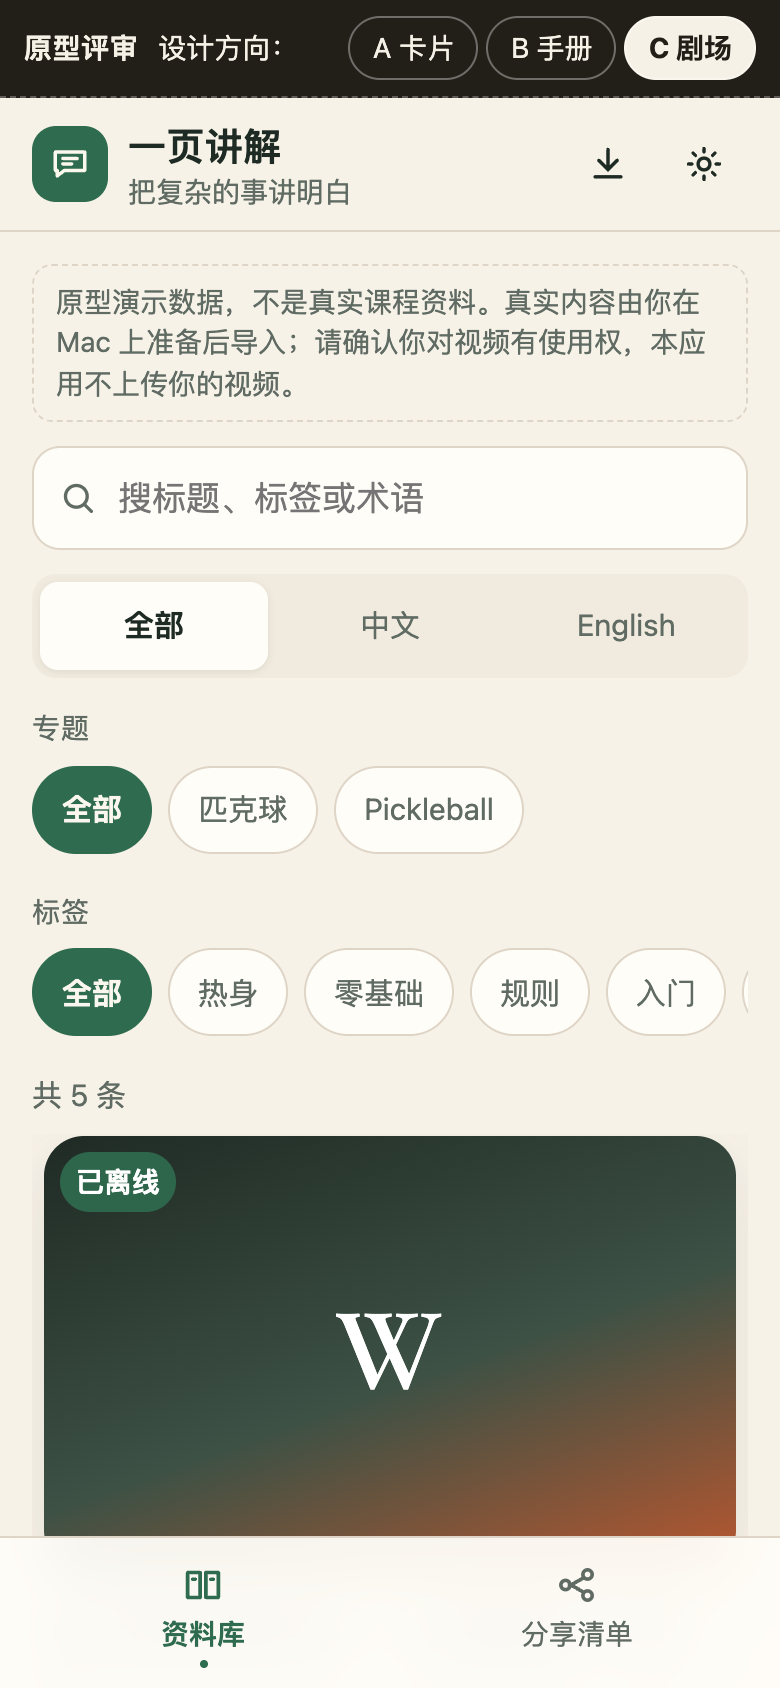 原型评审 设计方向： A 卡片 B 手册 C 剧场
一页讲解
把复杂的事讲明白
原型演示数据，不是真实课程资料。真实内容由你在
Mac 上准备后导入；请确认你对视频有使用权，本应
用不上传你的视频。
搜标题、标签或术语
全部 中文 English
专题
全部 匹克球 Pickleball
标签
全部 热身 零基础 规则 入门
共 5 条
已离线
W
资料库 分享清单